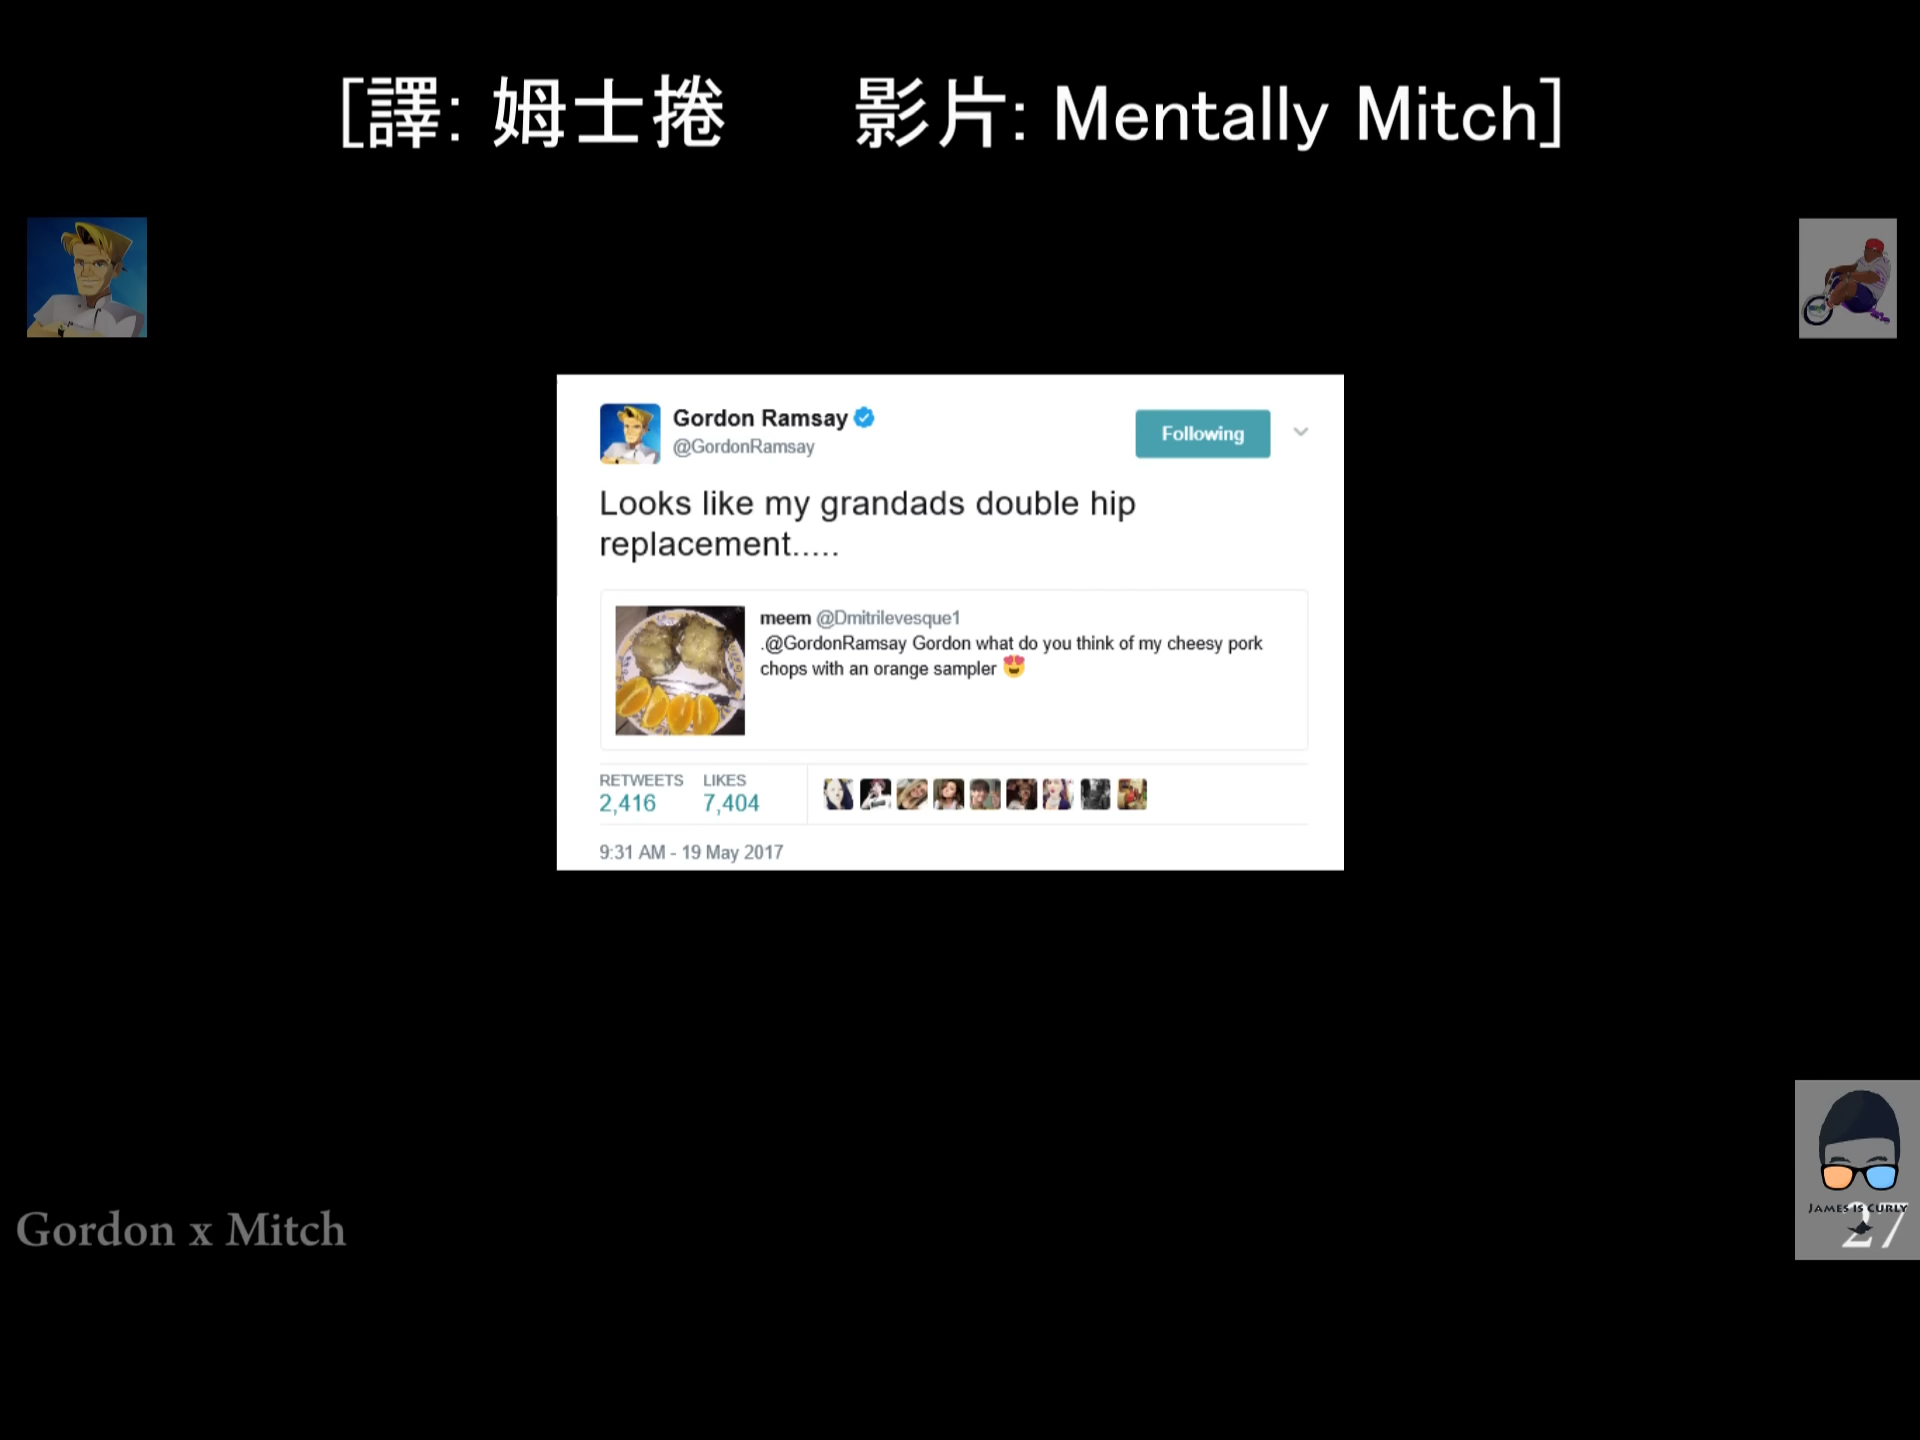 [譯: 姆士捲 影片: Mentally Mitch]
Gordon Ramsay
@GordonRamsay
Following
Looks like my grandads double hip
replacement.....
meem @Dmitrilevesque1
.@GordonRamsay Gordon what do you think of my cheesy pork
chops with an orange sampler 😍
RETWEETS LIKES
2,416 7,404
9:31 AM - 19 May 2017
JAMES IS CURLY
Gordon x Mitch
27